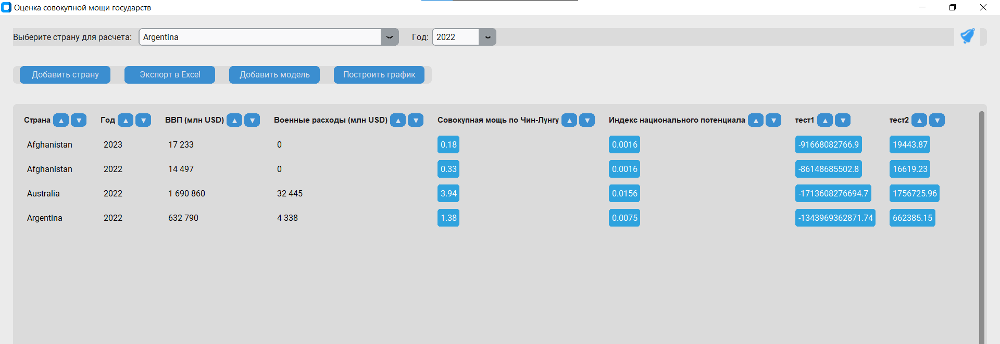 Оценка совокупной мощи государств
Выберите страну для расчета: Argentina Год: 2022
Добавить страну Экспорт в Excel Добавить модель Построить график
Страна ▲ ▼ Год ▲ ▼ ВВП (млн USD) ▲ ▼ Военные расходы (млн USD) ▲ ▼ Совокупная мощь по Чин-Лунгу ▲ ▼ Индекс национального потенциала ▲ ▼ тест1 ▲ ▼ тест2 ▲ ▼
Afghanistan 2023 17 233 0 0.18 0.0016 -91668082766.9 19443.87
Afghanistan 2022 14 497 0 0.33 0.0016 -86148685502.8 16619.23
Australia 2022 1 690 860 32 445 3.94 0.0156 -1713608276694.7 1756725.96
Argentina 2022 632 790 4 338 1.38 0.0075 -1343969362871.74 662385.15